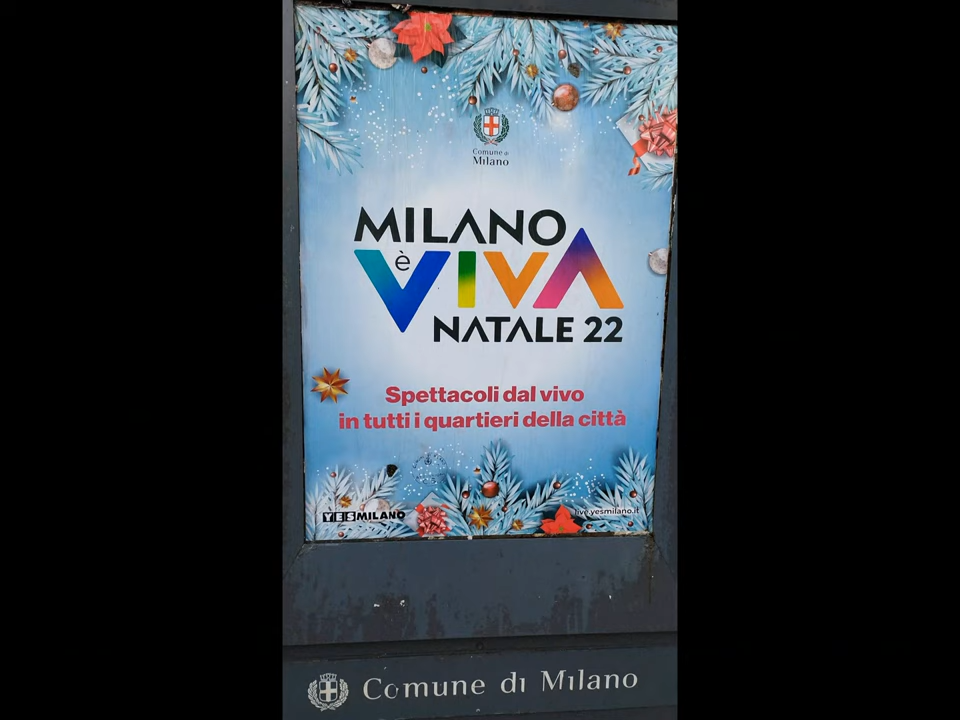 Comune di
Milano
MILANO
è VIVA
NATALE 22
Spettacoli dal vivo
in tutti i quartieri della città
YESMILANO
live.yesmilano.it
Comune di Milano